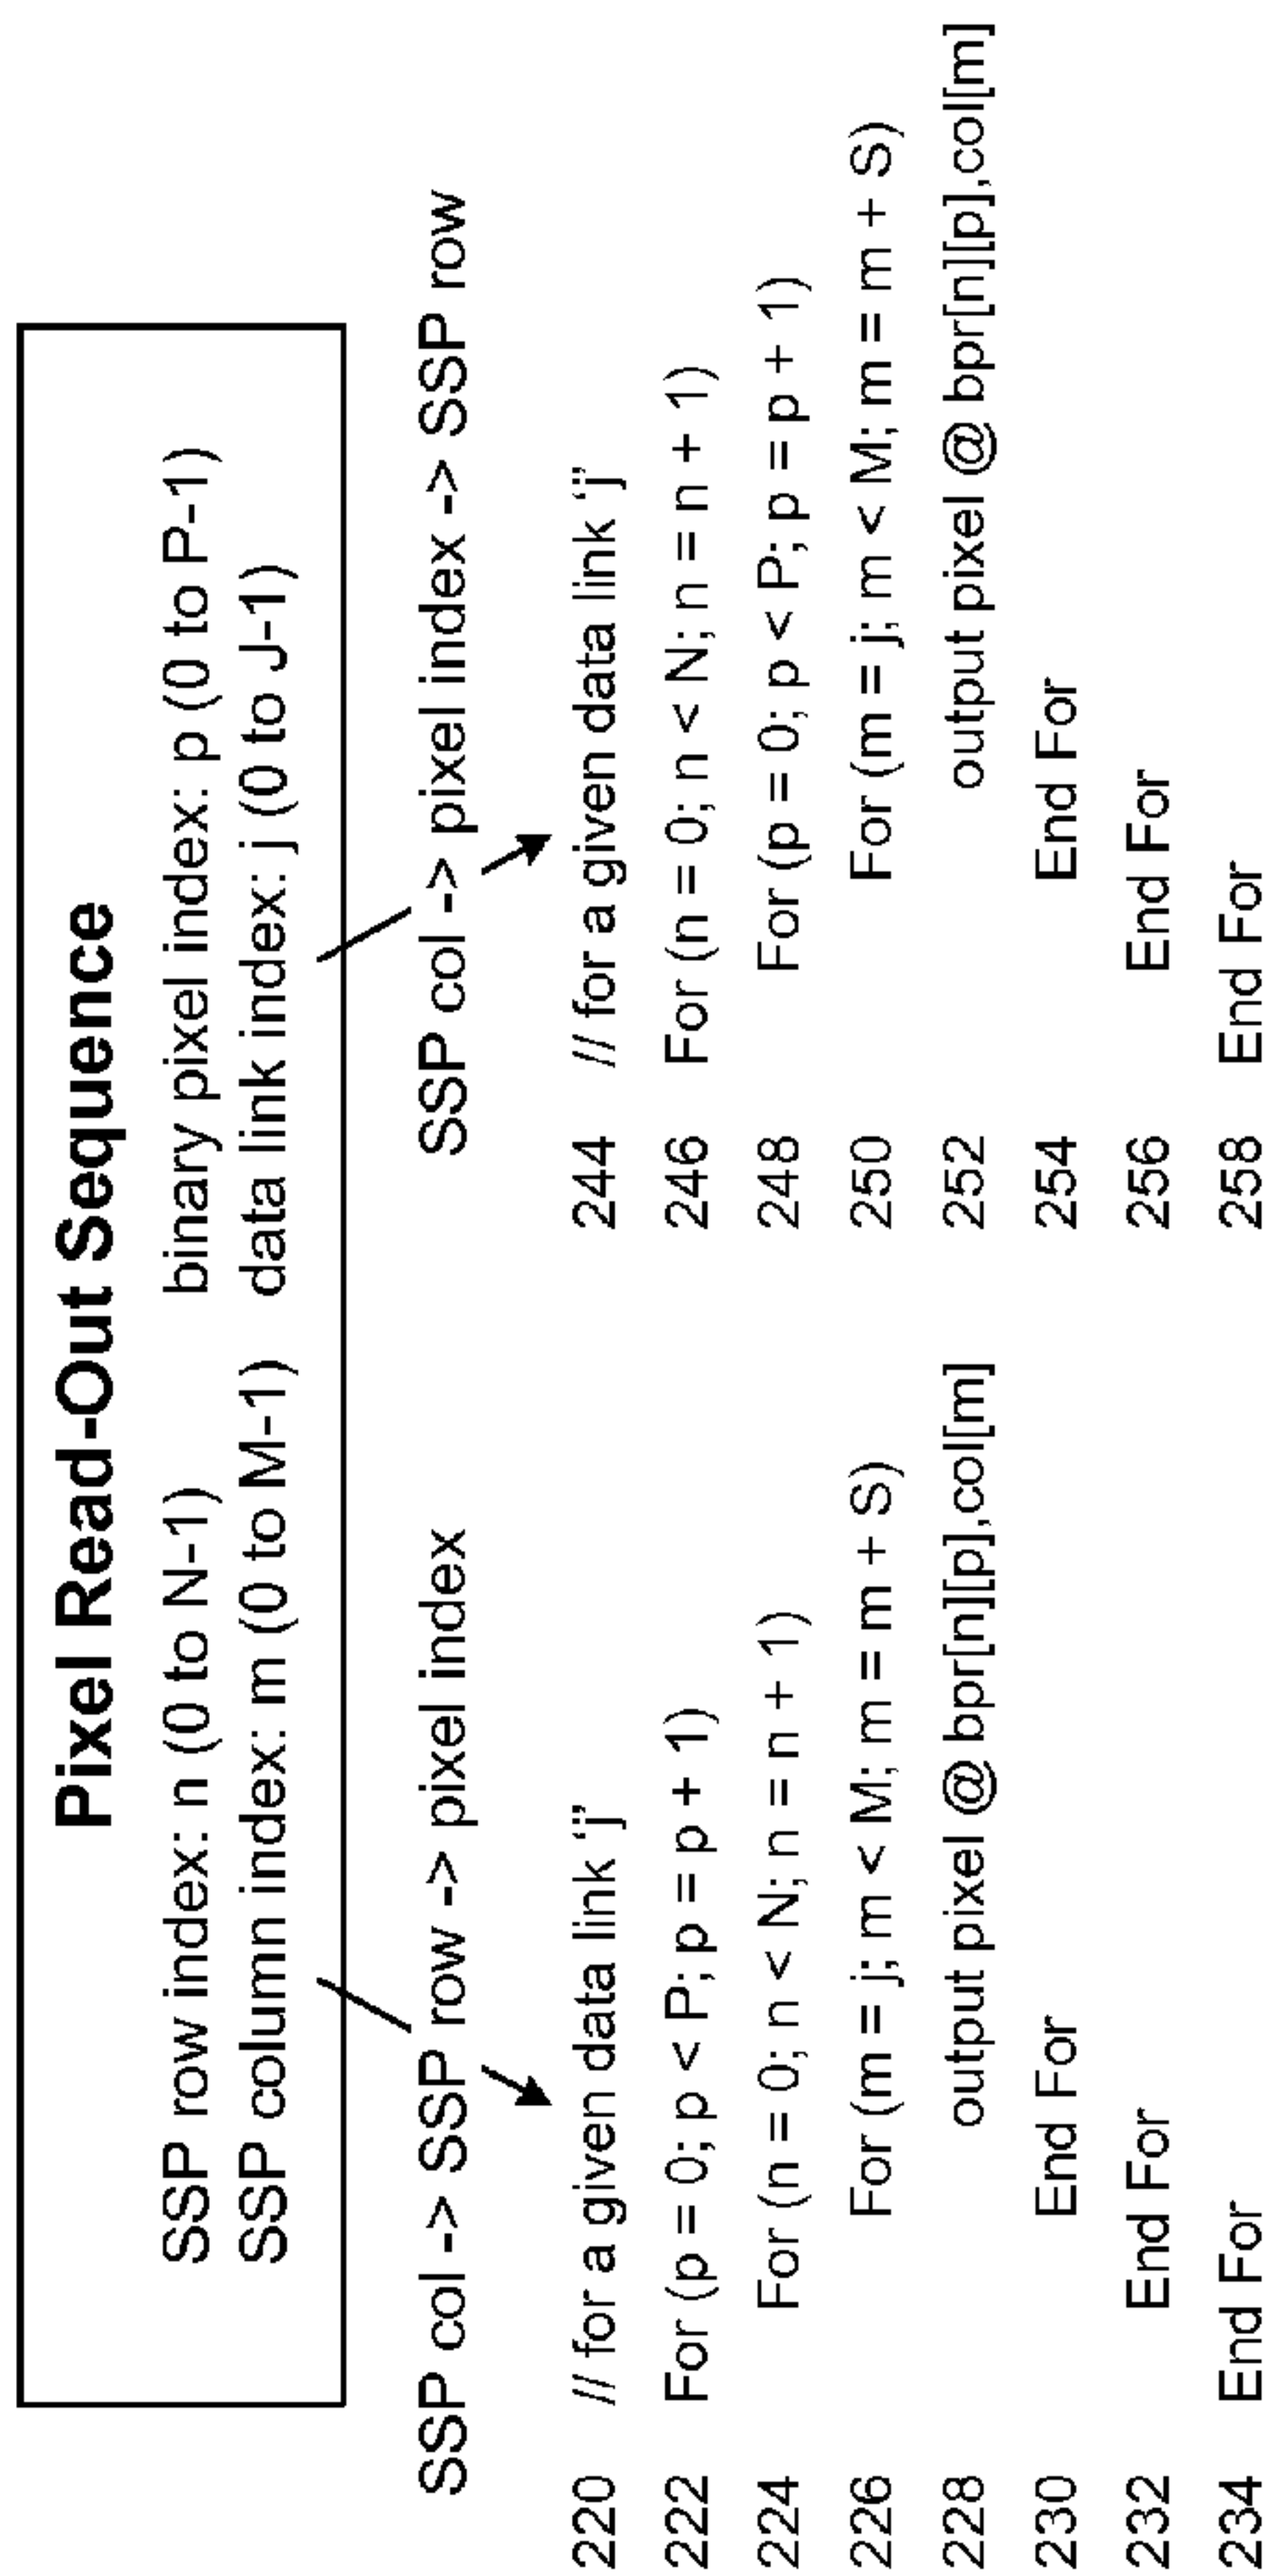 Pixel Read-Out Sequence
SSP row index: n (0 to N-1) binary pixel index: p (0 to P-1)
SSP column index: m (0 to M-1) data link index: j (0 to J-1)
SSP col -> SSP row -> pixel index
220 // for a given data link ‘j’
222 For (p = 0; p < P; p = p + 1)
224 For (n = 0; n < N; n = n + 1)
226 For (m = j; m < M; m = m + S)
228 output pixel @ bpr[n][p],col[m]
230 End For
232 End For
234 End For
SSP col -> pixel index -> SSP row
244 // for a given data link ‘j’
246 For (n = 0; n < N; n = n + 1)
248 For (p = 0; p < P; p = p + 1)
250 For (m = j; m < M; m = m + S)
252 output pixel @ bpr[n][p],col[m]
254 End For
256 End For
258 End For